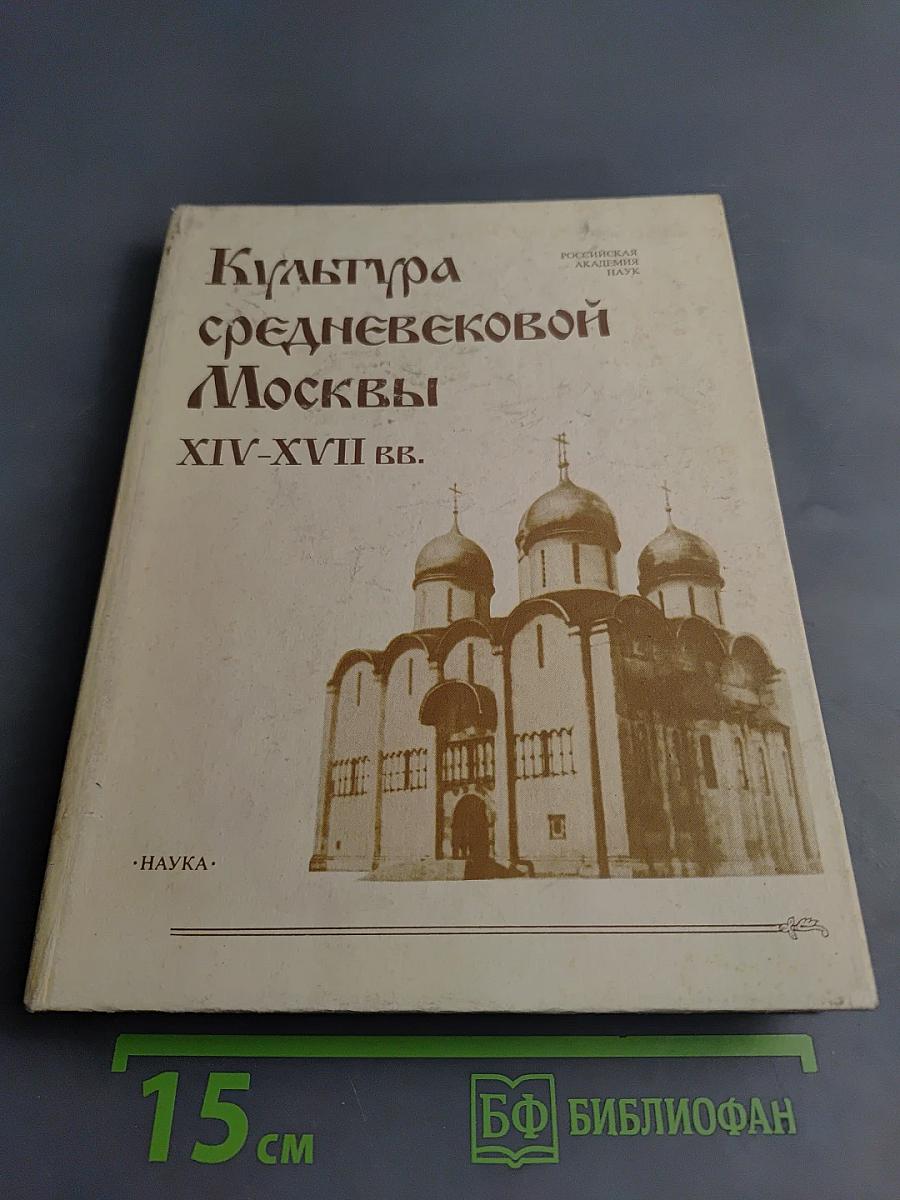 Культура
средневековой
Москвы
XIV-XVII вв.
РОССИЙСКАЯ
АКАДЕМИЯ
НАУК
·НАУКА·
15 см
БФ БИБЛИОФАН